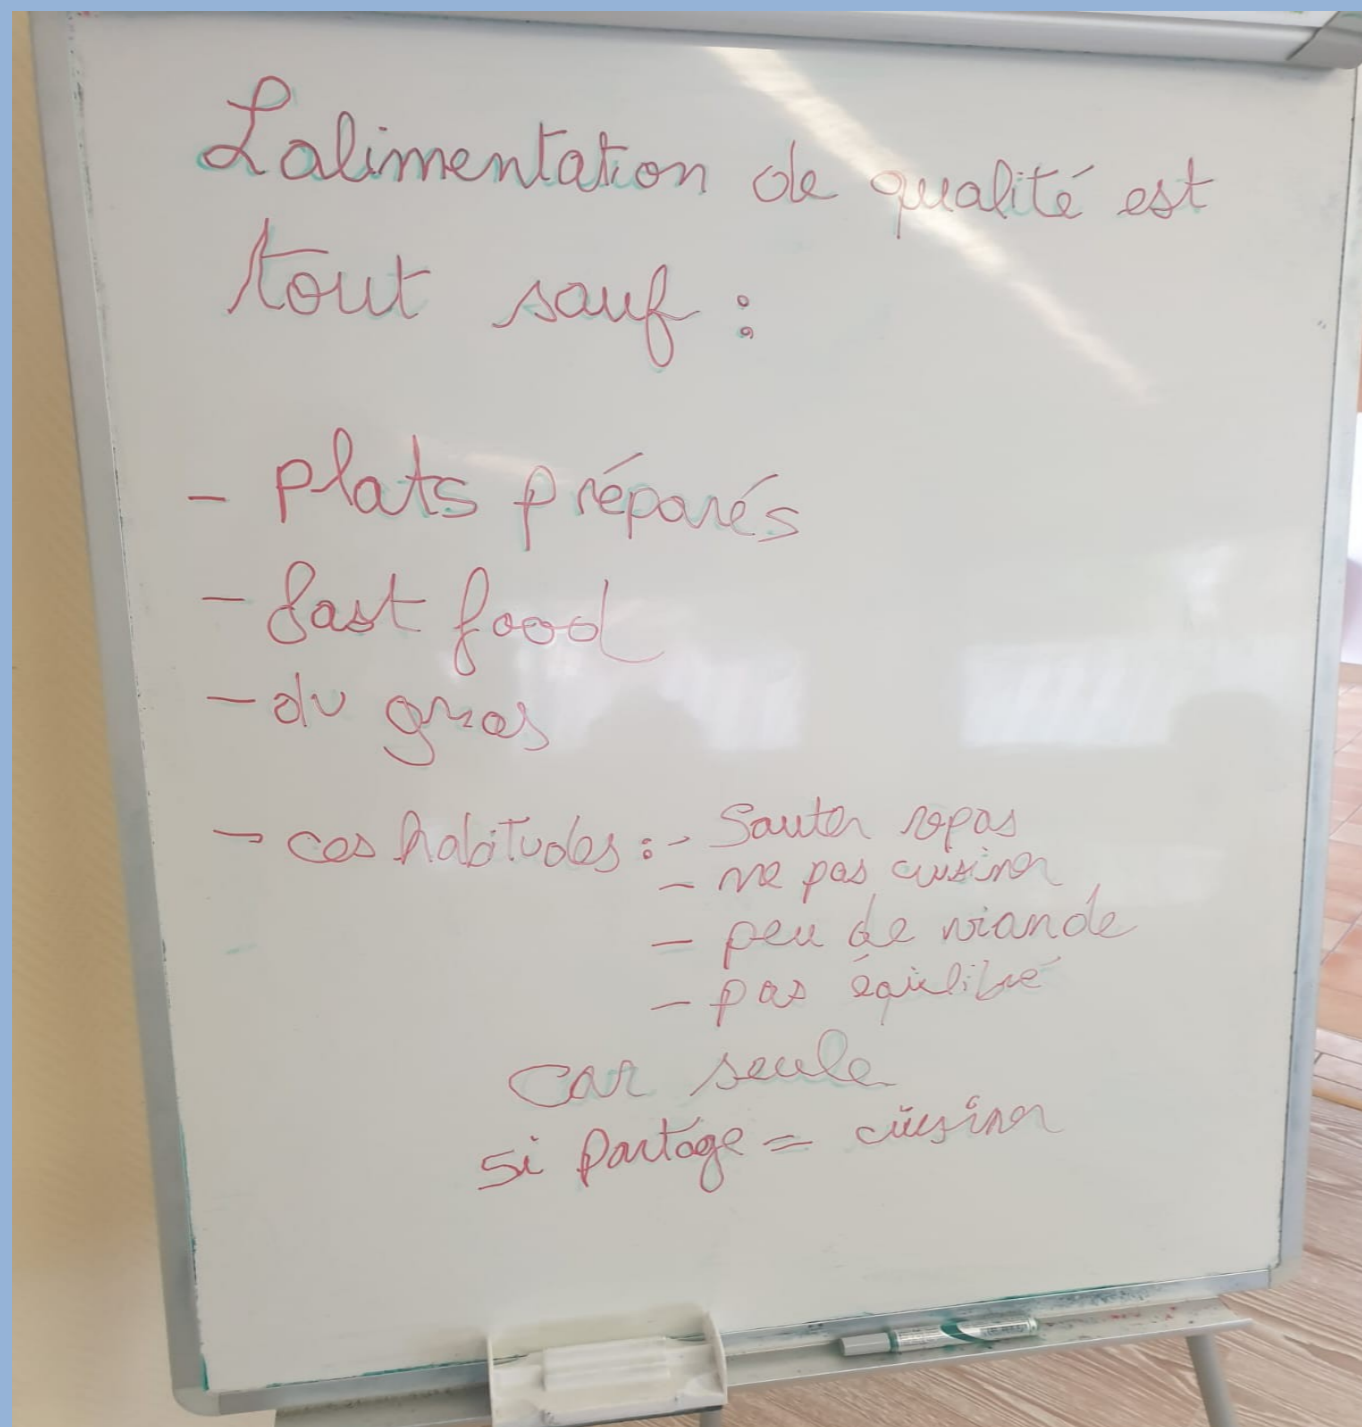 Lalimentation de qualité est
tout sauf :
- plats préparés
- fast food
- du gras
- ces habitudes : - Sauter repas
- ne pas cuisiner
- peu de viande
- pas équilibré
car seule
si partage = cuisiner